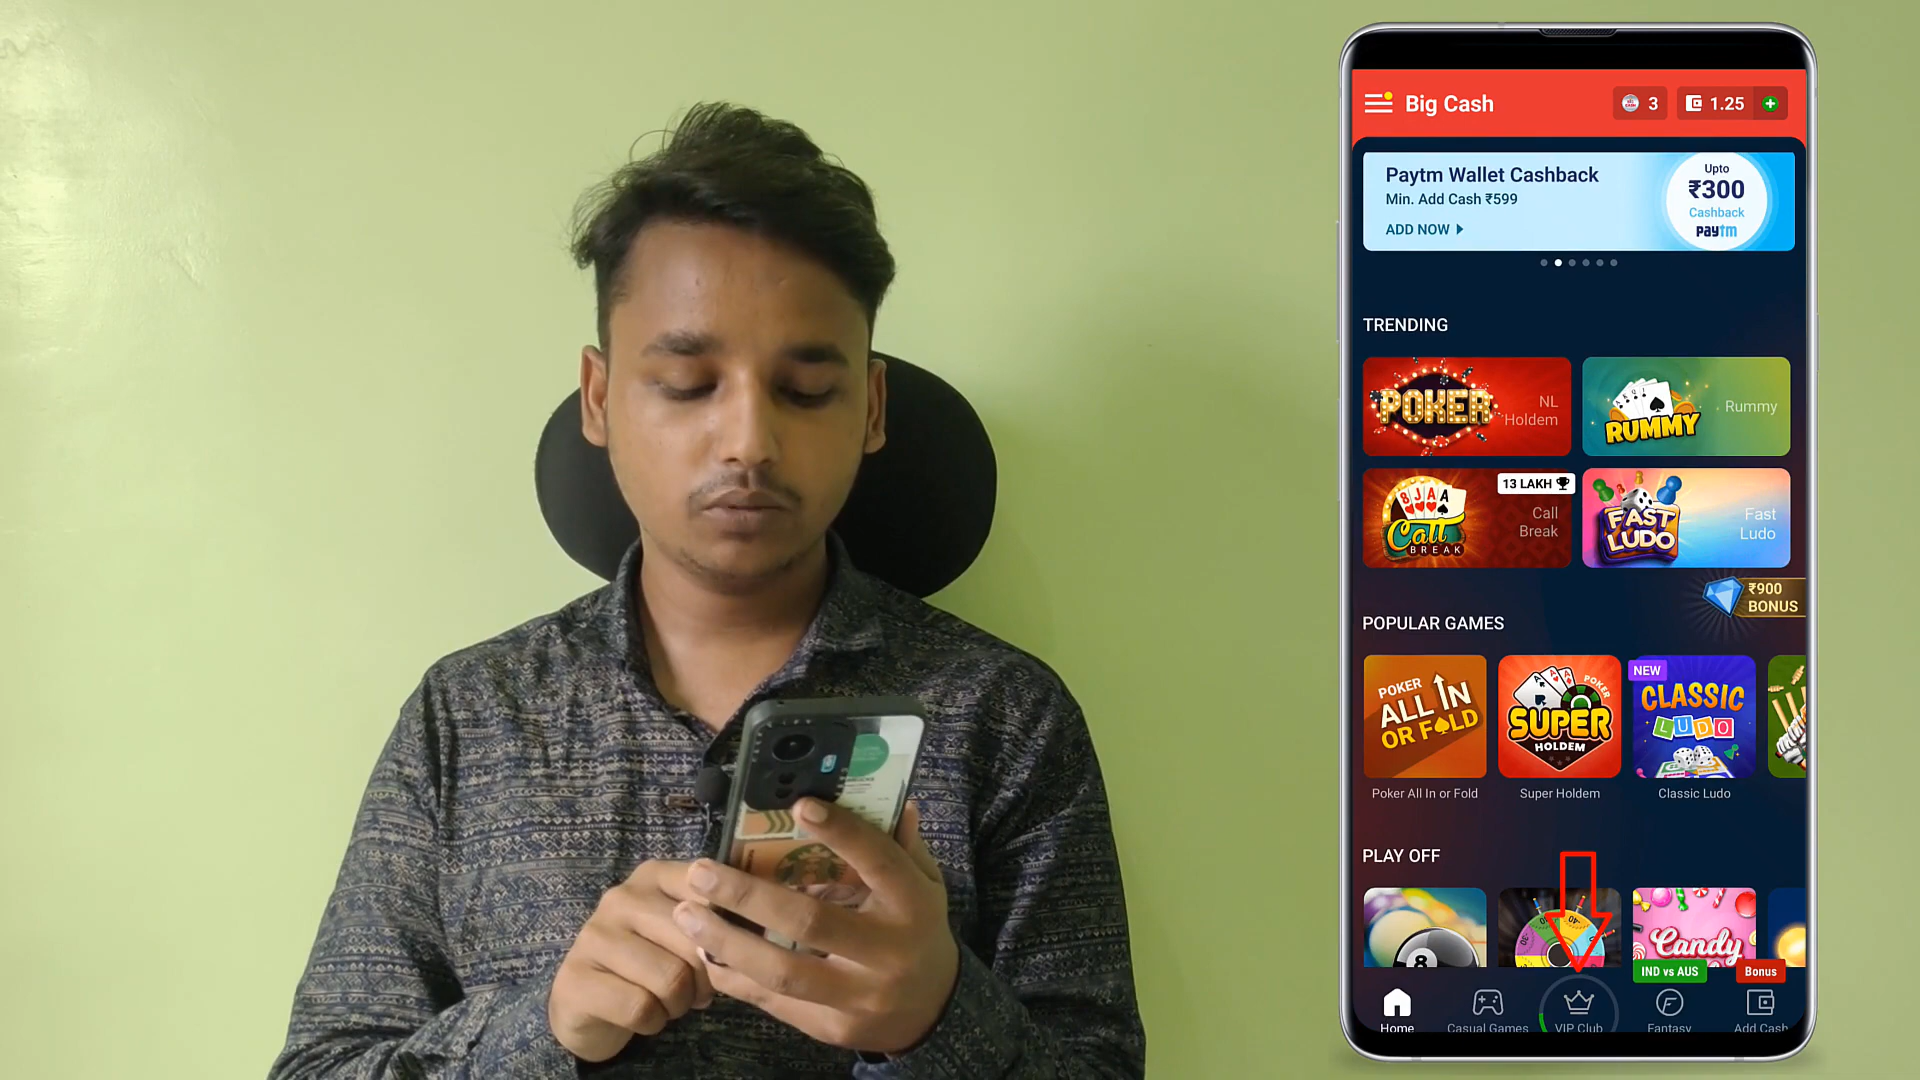 Big Cash
3
1.25
Paytm Wallet Cashback
Min. Add Cash ₹599
ADD NOW
Upto
₹300
Cashback
paytm
TRENDING
POKER
NL
Holdem
RUMMY
Rummy
8 J A A
Call
BREAK
13 LAKH
Call
Break
FAST
LUDO
Fast
Ludo
₹900
BONUS
POPULAR GAMES
POKER
ALL IN
OR FOLD
Poker All In or Fold
POKER
SUPER
HOLDEM
Super Holdem
NEW
CLASSIC
LUDO
Classic Ludo
PLAY OFF
8
Candy
IND vs AUS
Bonus
Home
Casual Games
VIP Club
Fantasy
Add Cash